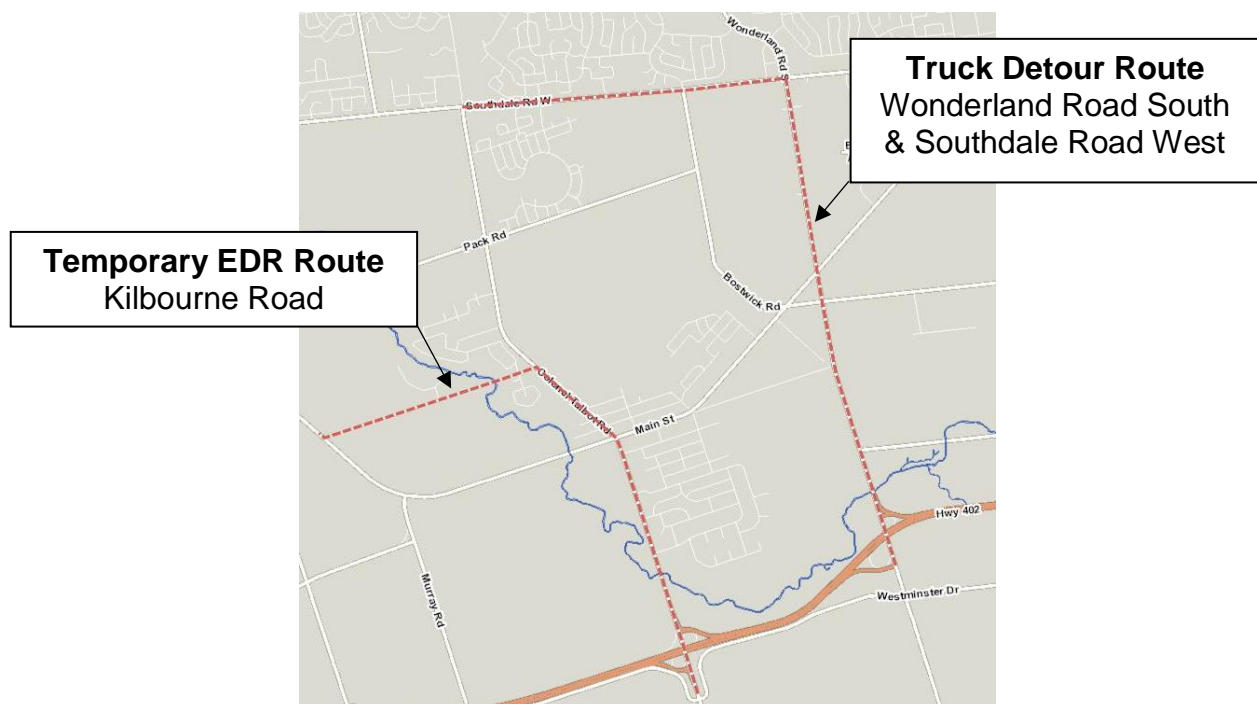 Wonderland Rd S
Truck Detour Route
Wonderland Road South
& Southdale Road West
Southdale Rd W
Pack Rd
Temporary EDR Route
Kilbourne Road
Bostwick Rd
Colonel Talbot Rd
Main St
Hwy 402
Murray Rd
Westminster Dr